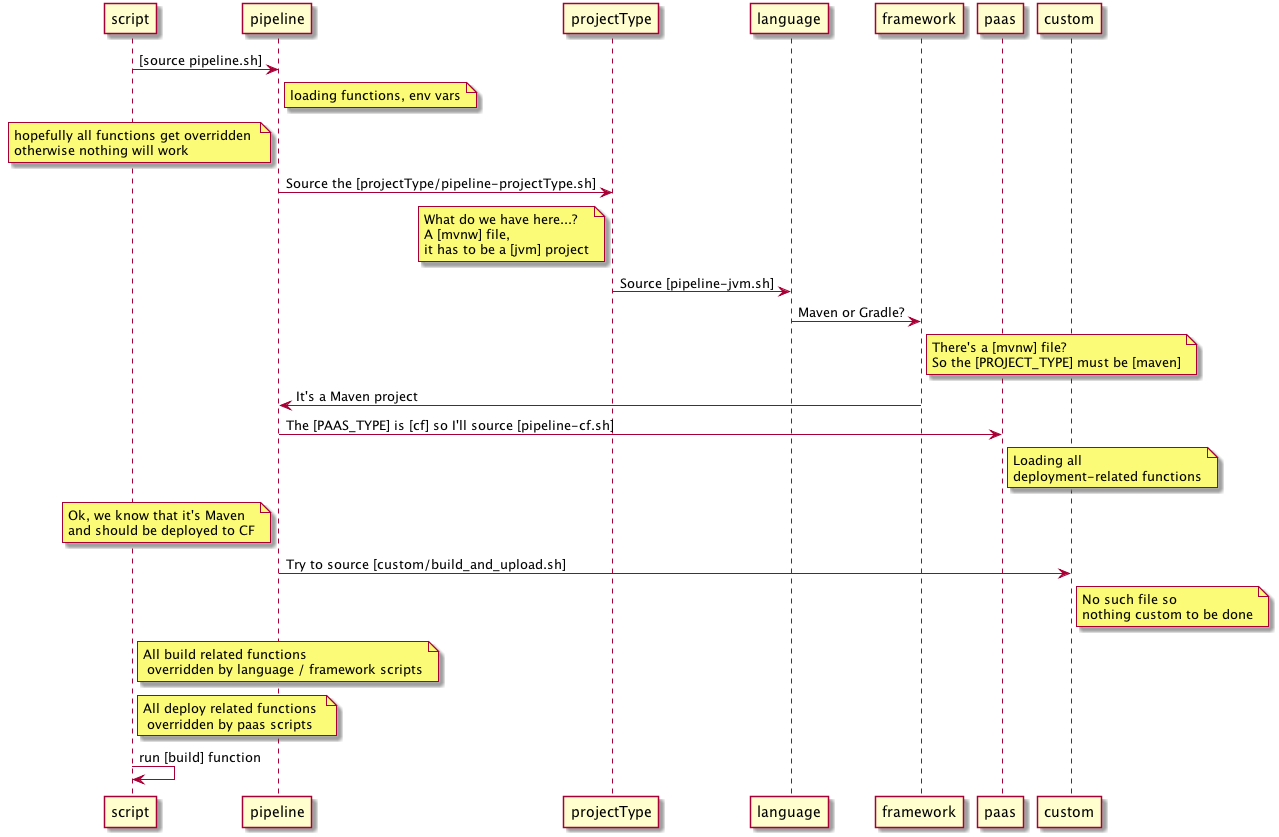 script
pipeline
projectType
language
framework
paas
custom
[source pipeline.sh]
loading functions, env vars
hopefully all functions get overridden
otherwise nothing will work
Source the [projectType/pipeline-projectType.sh]
What do we have here...?
A [mvnw] file,
it has to be a [jvm] project
Source [pipeline-jvm.sh]
Maven or Gradle?
There's a [mvnw] file?
So the [PROJECT_TYPE] must be [maven]
It's a Maven project
The [PAAS_TYPE] is [cf] so I'll source [pipeline-cf.sh]
Loading all
deployment-related functions
Ok, we know that it's Maven
and should be deployed to CF
Try to source [custom/build_and_upload.sh]
No such file so
nothing custom to be done
All build related functions
overridden by language / framework scripts
All deploy related functions
overridden by paas scripts
run [build] function
script
pipeline
projectType
language
framework
paas
custom